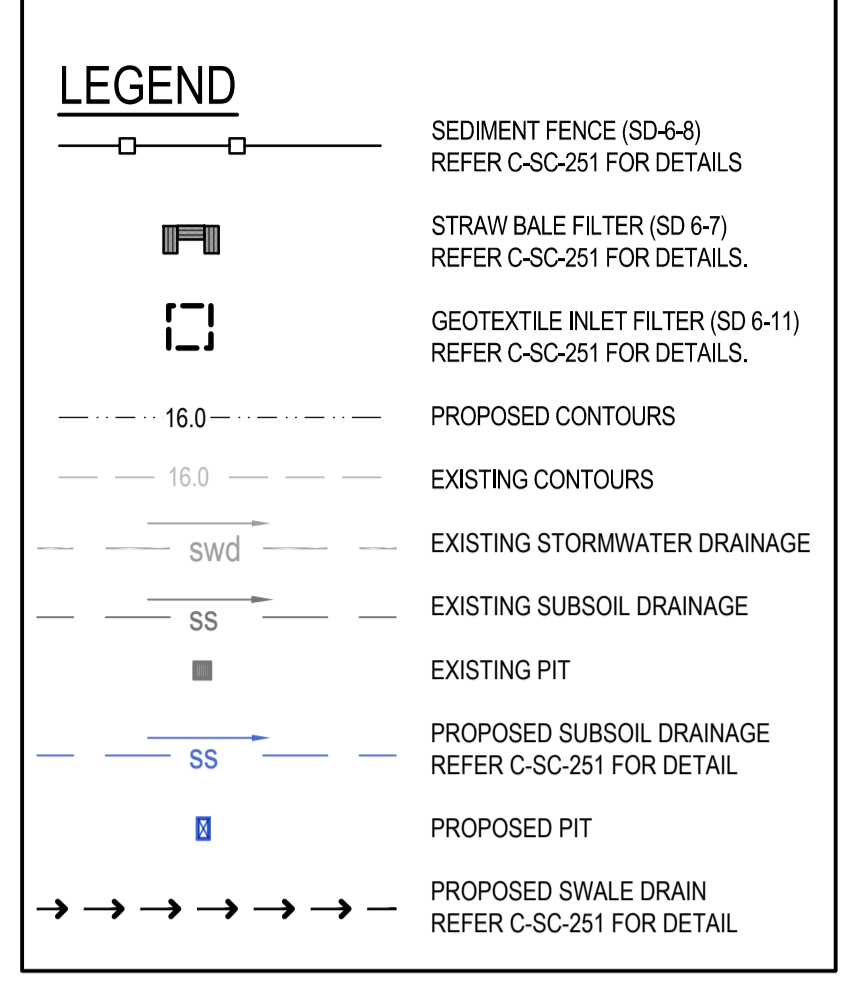 LEGEND
SEDIMENT FENCE (SD-6-8)
REFER C-SC-251 FOR DETAILS
STRAW BALE FILTER (SD 6-7)
REFER C-SC-251 FOR DETAILS.
GEOTEXTILE INLET FILTER (SD 6-11)
REFER C-SC-251 FOR DETAILS.
16.0 PROPOSED CONTOURS
16.0 EXISTING CONTOURS
swd EXISTING STORMWATER DRAINAGE
ss EXISTING SUBSOIL DRAINAGE
EXISTING PIT
PROPOSED SUBSOIL DRAINAGE
ss REFER C-SC-251 FOR DETAIL
PROPOSED PIT
PROPOSED SWALE DRAIN
REFER C-SC-251 FOR DETAIL